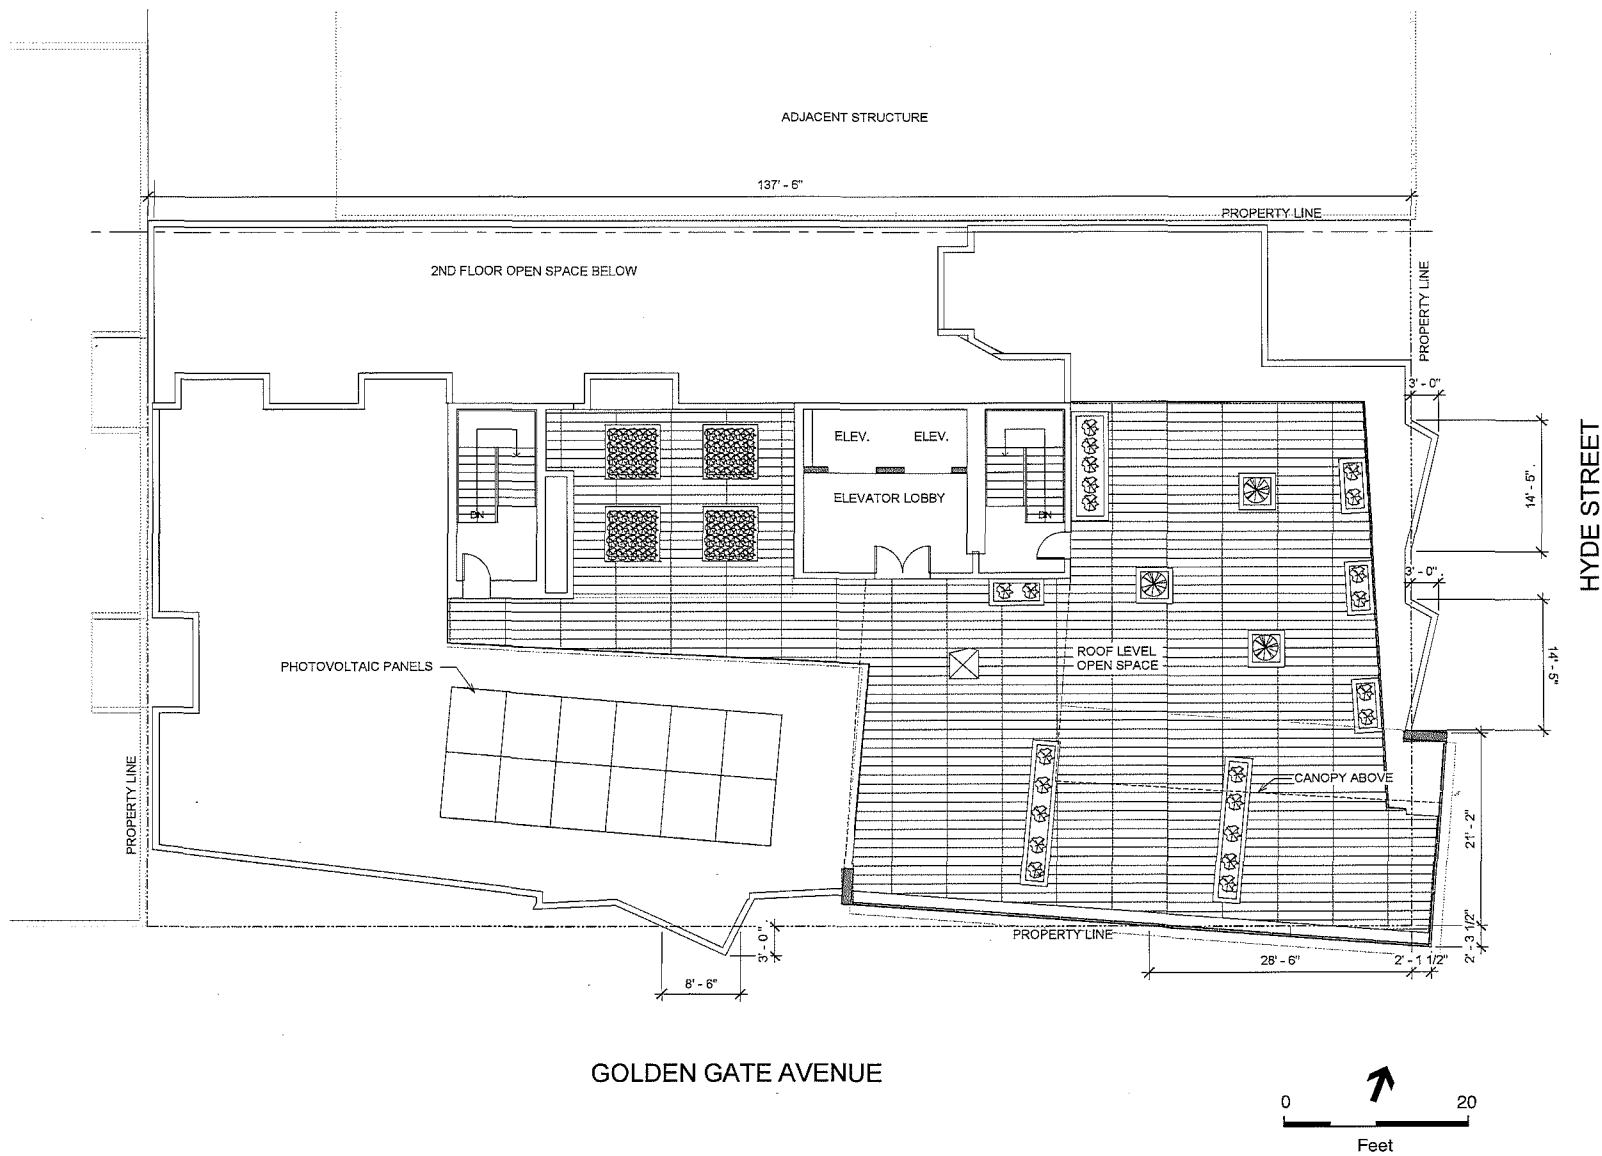 ADJACENT STRUCTURE
137' - 6"
PROPERTY LINE
2ND FLOOR OPEN SPACE BELOW
PROPERTY LINE
3' - 0"
ELEV.
ELEV.
ELEVATOR LOBBY
DN
DN
14' - 5"
HYDE STREET
3' - 0"
ROOF LEVEL
OPEN SPACE
PHOTOVOLTAIC PANELS
14' - 5"
PROPERTY LINE
CANOPY ABOVE
21' - 2"
PROPERTY LINE
3' - 0"
2' - 3 1/2"
28' - 6"
2' - 1 1/2"
8' - 6"
GOLDEN GATE AVENUE
0
20
Feet